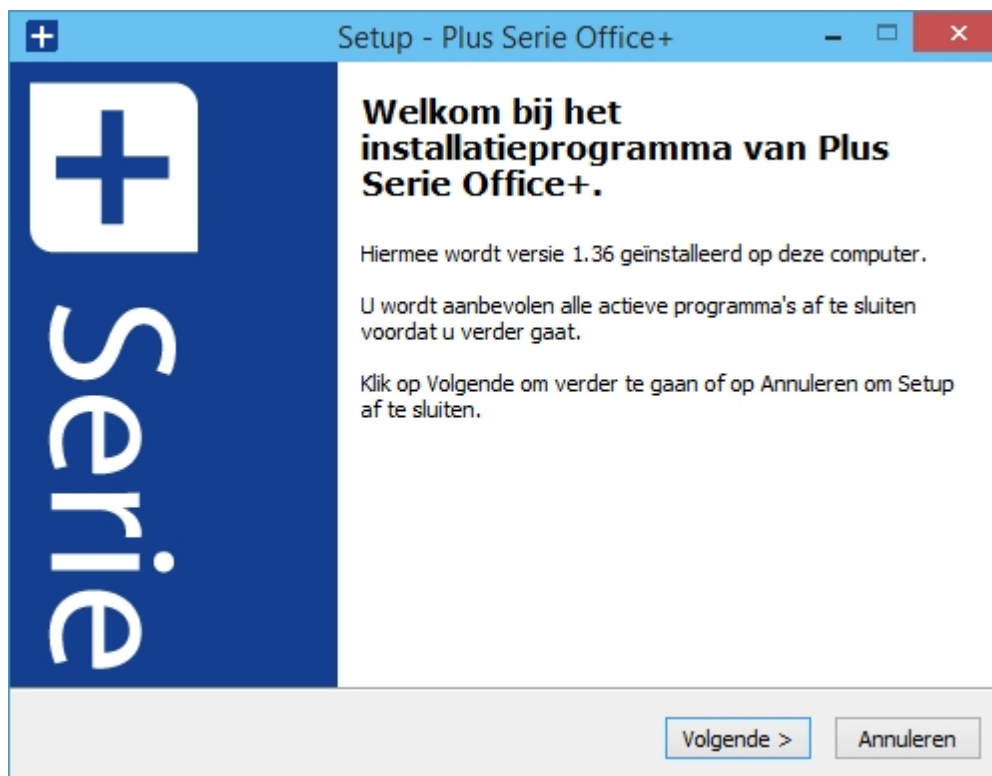 Setup - Plus Serie Office+
Serie
Welkom bij het
installatieprogramma van Plus
Serie Office+.
Hiermee wordt versie 1.36 geïnstalleerd op deze computer.
U wordt aanbevolen alle actieve programma's af te sluiten
voordat u verder gaat.
Klik op Volgende om verder te gaan of op Annuleren om Setup
af te sluiten.
Volgende >
Annuleren